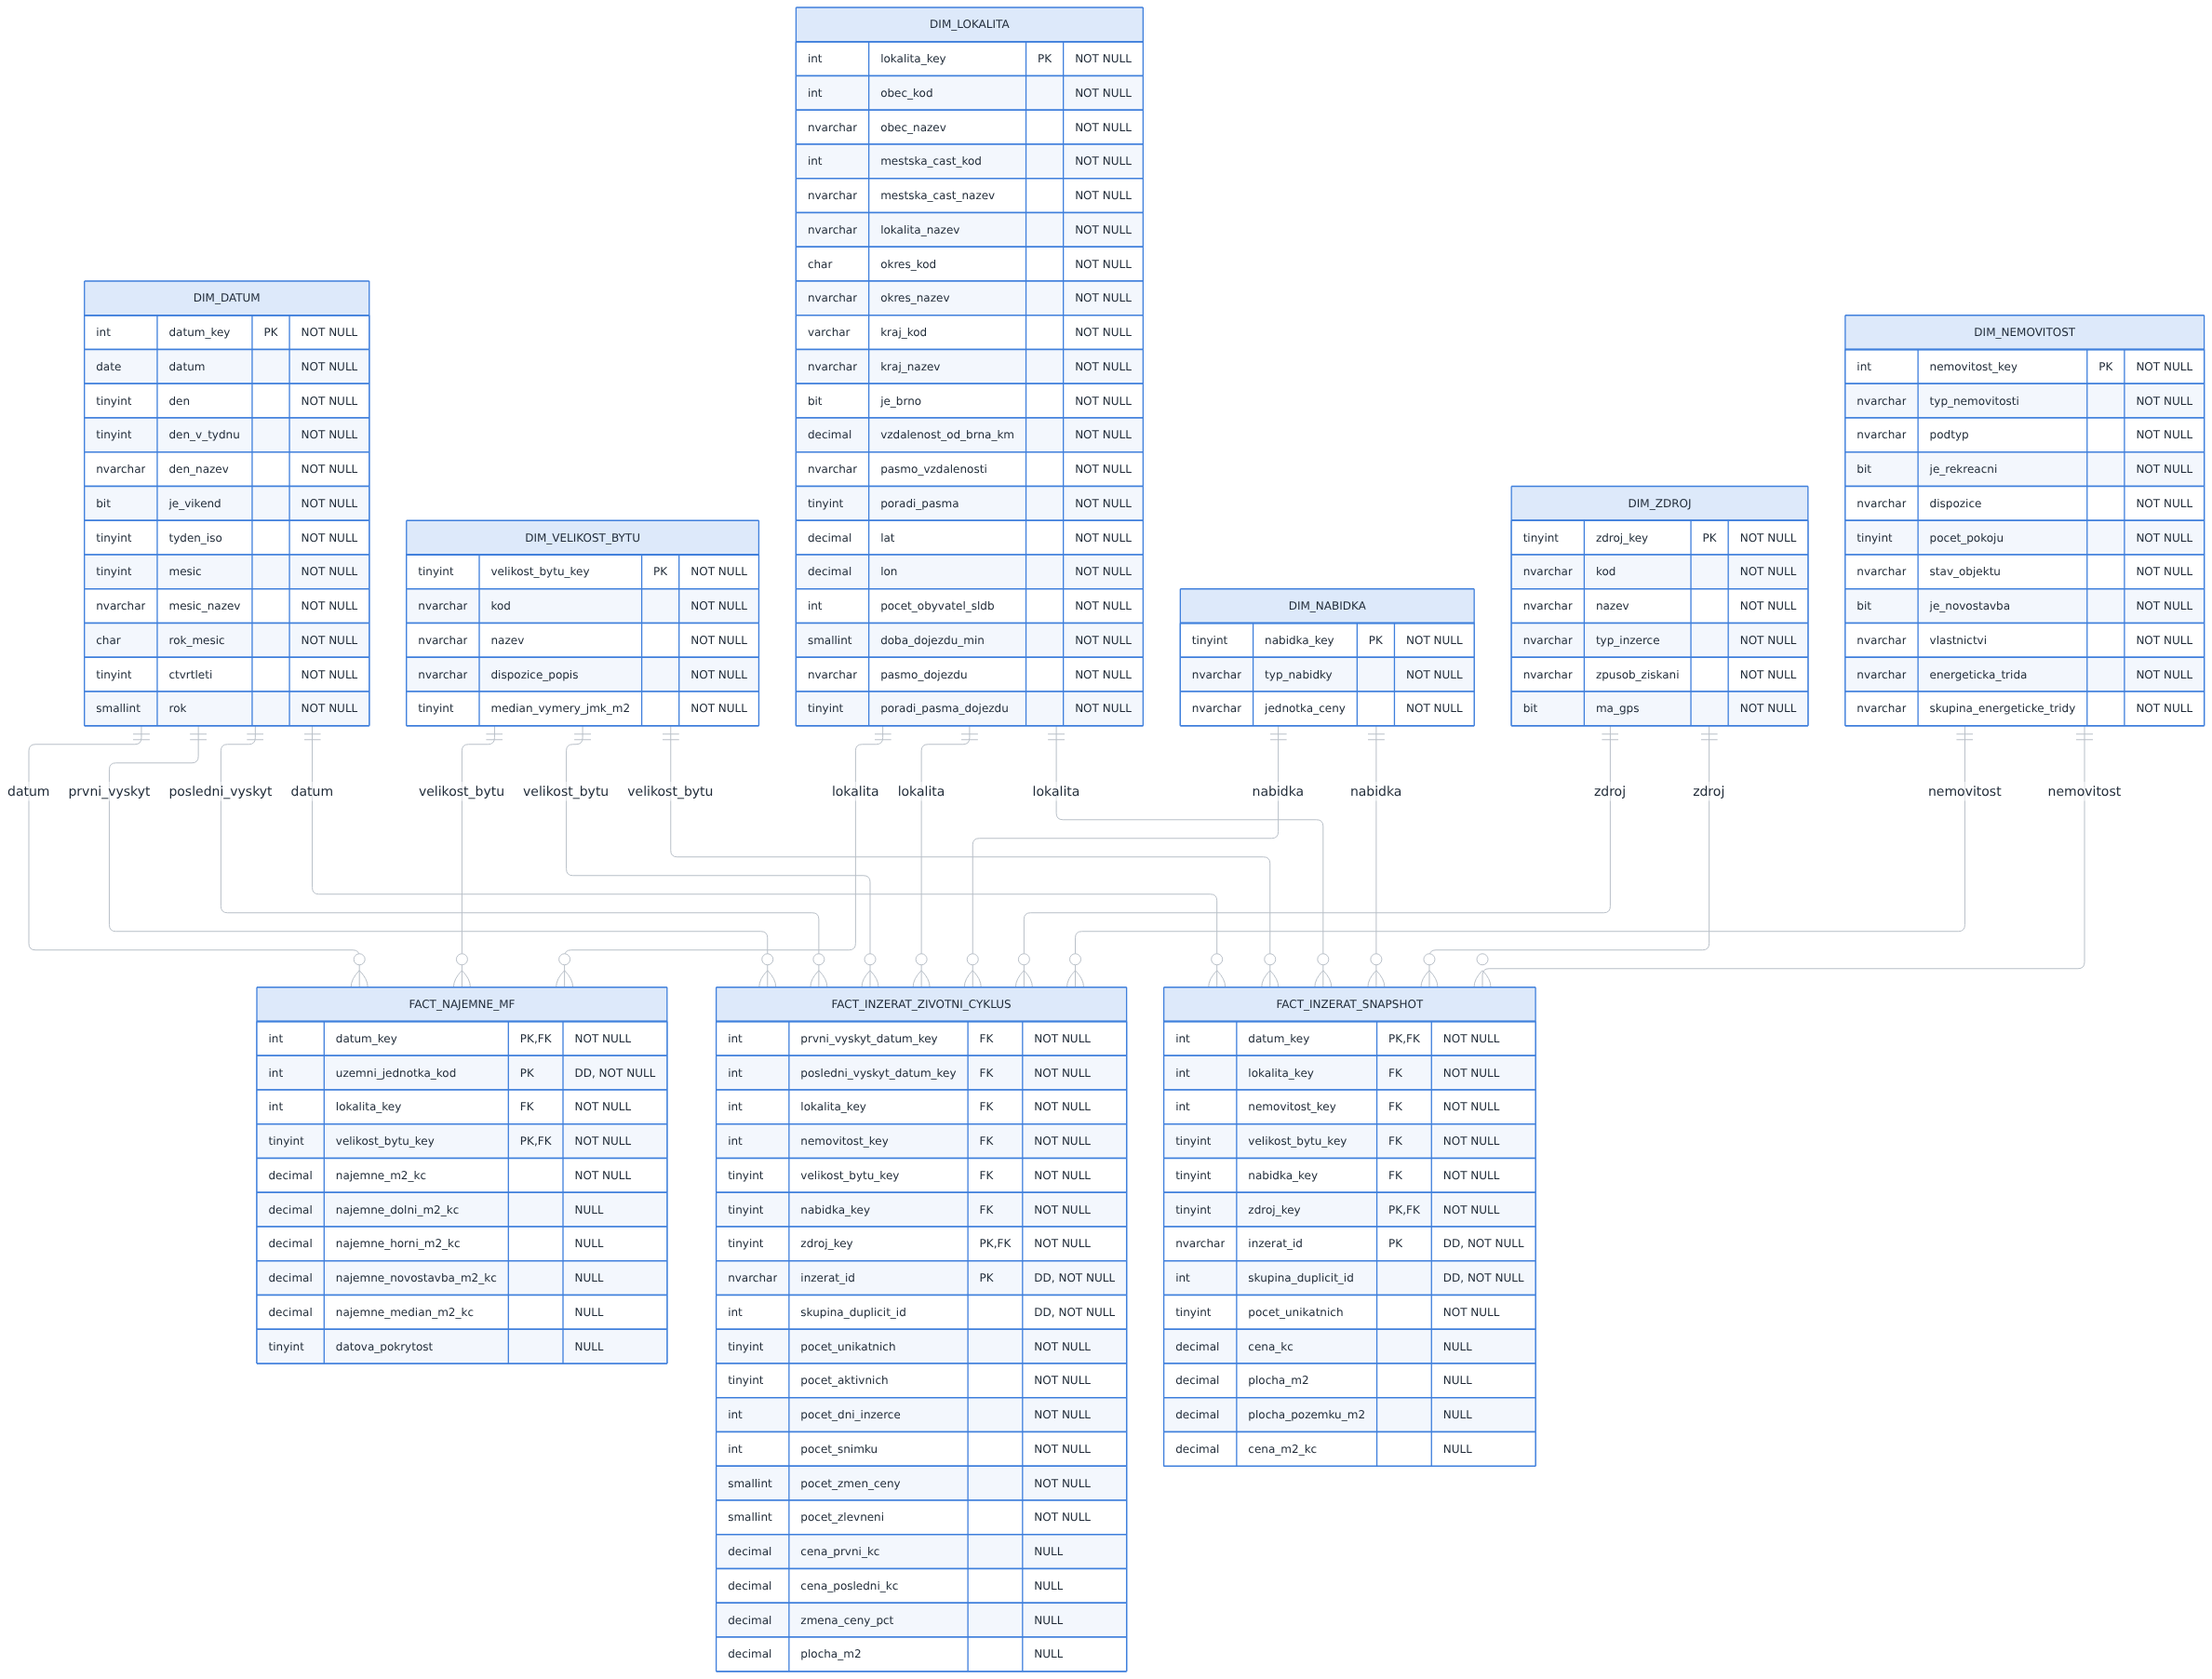 DIM_LOKALITA
int lokalita_key PK NOT NULL
int obec_kod NOT NULL
nvarchar obec_nazev NOT NULL
int mestska_cast_kod NOT NULL
nvarchar mestska_cast_nazev NOT NULL
nvarchar lokalita_nazev NOT NULL
char okres_kod NOT NULL
nvarchar okres_nazev NOT NULL
varchar kraj_kod NOT NULL
nvarchar kraj_nazev NOT NULL
bit je_brno NOT NULL
decimal vzdalenost_od_brna_km NOT NULL
nvarchar pasmo_vzdalenosti NOT NULL
tinyint poradi_pasma NOT NULL
decimal lat NOT NULL
decimal lon NOT NULL
int pocet_obyvatel_sldb NOT NULL
smallint doba_dojezdu_min NOT NULL
nvarchar pasmo_dojezdu NOT NULL
tinyint poradi_pasma_dojezdu NOT NULL
DIM_DATUM
int datum_key PK NOT NULL
date datum NOT NULL
tinyint den NOT NULL
tinyint den_v_tydnu NOT NULL
nvarchar den_nazev NOT NULL
bit je_vikend NOT NULL
tinyint tyden_iso NOT NULL
tinyint mesic NOT NULL
nvarchar mesic_nazev NOT NULL
char rok_mesic NOT NULL
tinyint ctvrtleti NOT NULL
smallint rok NOT NULL
DIM_VELIKOST_BYTU
tinyint velikost_bytu_key PK NOT NULL
nvarchar kod NOT NULL
nvarchar nazev NOT NULL
nvarchar dispozice_popis NOT NULL
tinyint median_vymery_jmk_m2 NOT NULL
DIM_NABIDKA
tinyint nabidka_key PK NOT NULL
nvarchar typ_nabidky NOT NULL
nvarchar jednotka_ceny NOT NULL
DIM_ZDROJ
tinyint zdroj_key PK NOT NULL
nvarchar kod NOT NULL
nvarchar nazev NOT NULL
nvarchar typ_inzerce NOT NULL
nvarchar zpusob_ziskani NOT NULL
bit ma_gps NOT NULL
DIM_NEMOVITOST
int nemovitost_key PK NOT NULL
nvarchar typ_nemovitosti NOT NULL
nvarchar podtyp NOT NULL
bit je_rekreacni NOT NULL
nvarchar dispozice NOT NULL
tinyint pocet_pokoju NOT NULL
nvarchar stav_objektu NOT NULL
bit je_novostavba NOT NULL
nvarchar vlastnictvi NOT NULL
nvarchar energeticka_trida NOT NULL
nvarchar skupina_energeticke_tridy NOT NULL
datum prvni_vyskyt posledni_vyskyt datum velikost_bytu velikost_bytu velikost_bytu lokalita lokalita lokalita nabidka nabidka zdroj zdroj nemovitost nemovitost
FACT_NAJEMNE_MF
int datum_key PK,FK NOT NULL
int uzemni_jednotka_kod PK DD, NOT NULL
int lokalita_key FK NOT NULL
tinyint velikost_bytu_key PK,FK NOT NULL
decimal najemne_m2_kc NOT NULL
decimal najemne_dolni_m2_kc NULL
decimal najemne_horni_m2_kc NULL
decimal najemne_novostavba_m2_kc NULL
decimal najemne_median_m2_kc NULL
tinyint datova_pokrytost NULL
FACT_INZERAT_ZIVOTNI_CYKLUS
int prvni_vyskyt_datum_key FK NOT NULL
int posledni_vyskyt_datum_key FK NOT NULL
int lokalita_key FK NOT NULL
int nemovitost_key FK NOT NULL
tinyint velikost_bytu_key FK NOT NULL
tinyint nabidka_key FK NOT NULL
tinyint zdroj_key PK,FK NOT NULL
nvarchar inzerat_id PK DD, NOT NULL
int skupina_duplicit_id DD, NOT NULL
tinyint pocet_unikatnich NOT NULL
tinyint pocet_aktivnich NOT NULL
int pocet_dni_inzerce NOT NULL
int pocet_snimku NOT NULL
smallint pocet_zmen_ceny NOT NULL
smallint pocet_zlevneni NOT NULL
decimal cena_prvni_kc NULL
decimal cena_posledni_kc NULL
decimal zmena_ceny_pct NULL
decimal plocha_m2 NULL
FACT_INZERAT_SNAPSHOT
int datum_key PK,FK NOT NULL
int lokalita_key FK NOT NULL
int nemovitost_key FK NOT NULL
tinyint velikost_bytu_key FK NOT NULL
tinyint nabidka_key FK NOT NULL
tinyint zdroj_key PK,FK NOT NULL
nvarchar inzerat_id PK DD, NOT NULL
int skupina_duplicit_id DD, NOT NULL
tinyint pocet_unikatnich NOT NULL
decimal cena_kc NULL
decimal plocha_m2 NULL
decimal plocha_pozemku_m2 NULL
decimal cena_m2_kc NULL